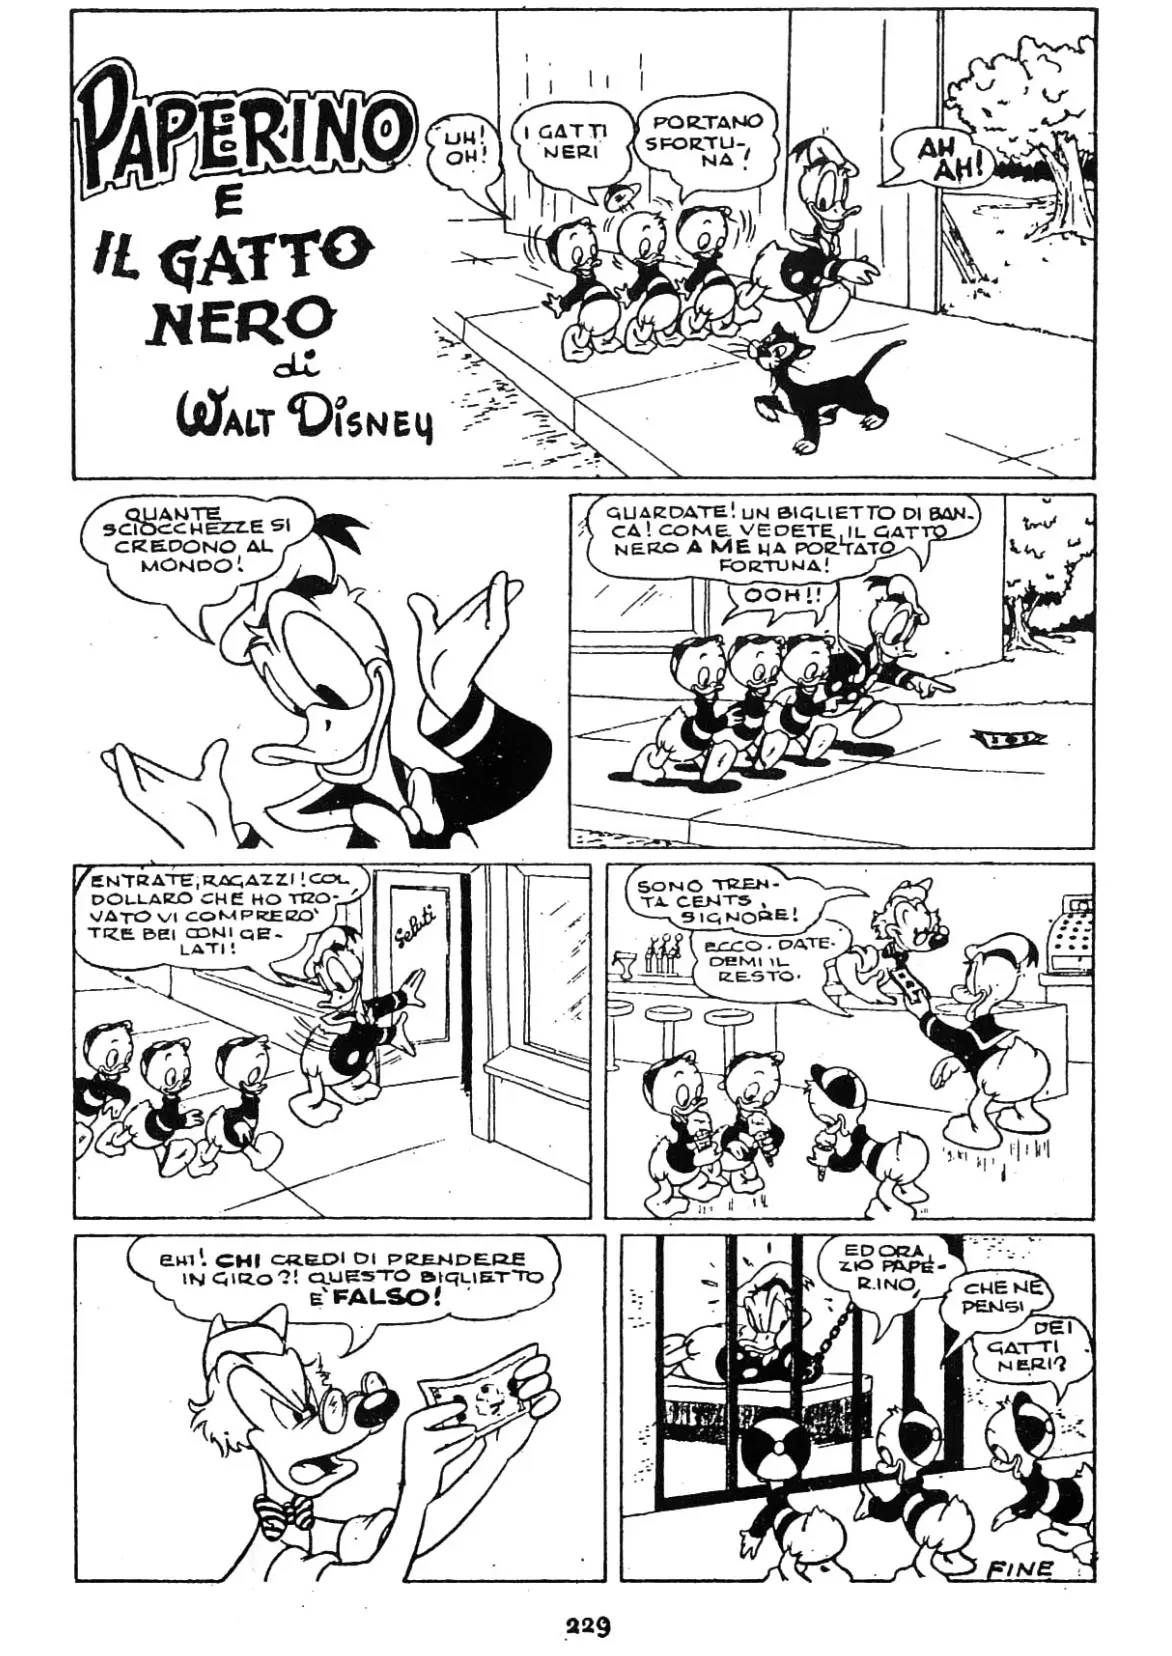 PAPERINO
E
IL GATTO
NERO
di
WALT DISNEY
UH!
OH!
I GATTI
NERI
PORTANO
SFORTU-
NA!
AH
AH!
QUANTE
SCIOCCHEZZE SI
CREDONO AL
MONDO!
GUARDATE! UN BIGLIETTO DI BAN-
CA! COME VEDETE, IL GATTO
NERO A ME HA PORTATO
FORTUNA!
OOH!!
ENTRATE, RAGAZZI! COL
DOLLARO CHE HO TRO-
VATO VI COMPRERO'
TRE BEI CONI GE-
LATI!
Gelati
SONO TREN-
TA CENTS,
SIGNORE!
ECCO. DATE-
DEMI IL
RESTO.
EHI! CHI CREDI DI PRENDERE
IN GIRO?! QUESTO BIGLIETTO
E' FALSO!
ED ORA,
ZIO PAPE-
RINO,
CHE NE
PENSI
DEI
GATTI
NERI?
FINE
229